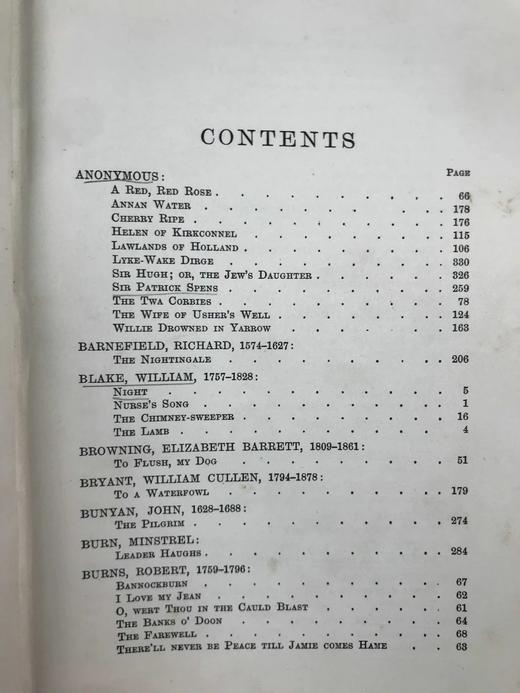 CONTENTS
PAGE
ANONYMOUS:
A RED, RED ROSE . . . . . . . . 66
ANNAN WATER . . . . . . . . 178
CHERRY RIPE . . . . . . . . 176
HELEN OF KIRKCONNEL . . . . . . 115
LAWLANDS OF HOLLAND . . . . . . 106
LYKE-WAKE DIRGE . . . . . . . 330
SIR HUGH; OR, THE JEW'S DAUGHTER . . . . 326
SIR PATRICK SPENS . . . . . . . 259
THE TWA CORBIES . . . . . . . 78
THE WIFE OF USHER'S WELL . . . . . 124
WILLIE DROWNED IN YARROW . . . . . 163
BARNEFIELD, RICHARD, 1574-1627:
THE NIGHTINGALE . . . . . . . 206
BLAKE, WILLIAM, 1757-1828:
NIGHT . . . . . . . . 5
NURSE'S SONG . . . . . . . 1
THE CHIMNEY-SWEEPER . . . . . . 16
THE LAMB . . . . . . . . 4
BROWNING, ELIZABETH BARRETT, 1809-1861:
TO FLUSH, MY DOG . . . . . . . 51
BRYANT, WILLIAM CULLEN, 1794-1878:
TO A WATERFOWL . . . . . . . 179
BUNYAN, JOHN, 1628-1688:
THE PILGRIM . . . . . . . . 274
BURN, MINSTREL:
LEADER HAUGHS . . . . . . . . 284
BURNS, ROBERT, 1759-1796:
BANNOCKBURN . . . . . . . . 67
I LOVE MY JEAN . . . . . . . 62
O, WERT THOU IN THE CAULD BLAST . . . . 61
THE BANKS O' DOON . . . . . . . 64
THE FAREWELL . . . . . . . . 68
THERE'LL NEVER BE PEACE TILL JAMIE COMES HAME . . 63